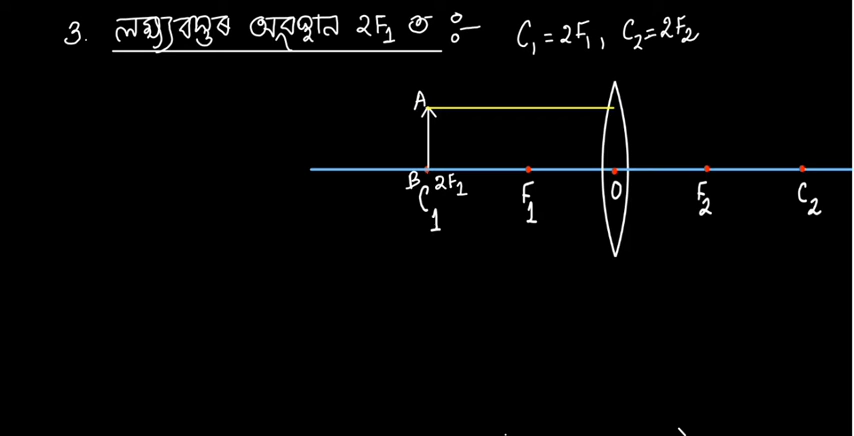 3. লক্ষ্যবস্তুৰ অৱস্থান 2F₁ ত :- C₁ = 2F₁, C₂ = 2F₂
A
B 2F₁
C₁ F₁ O F₂ C₂